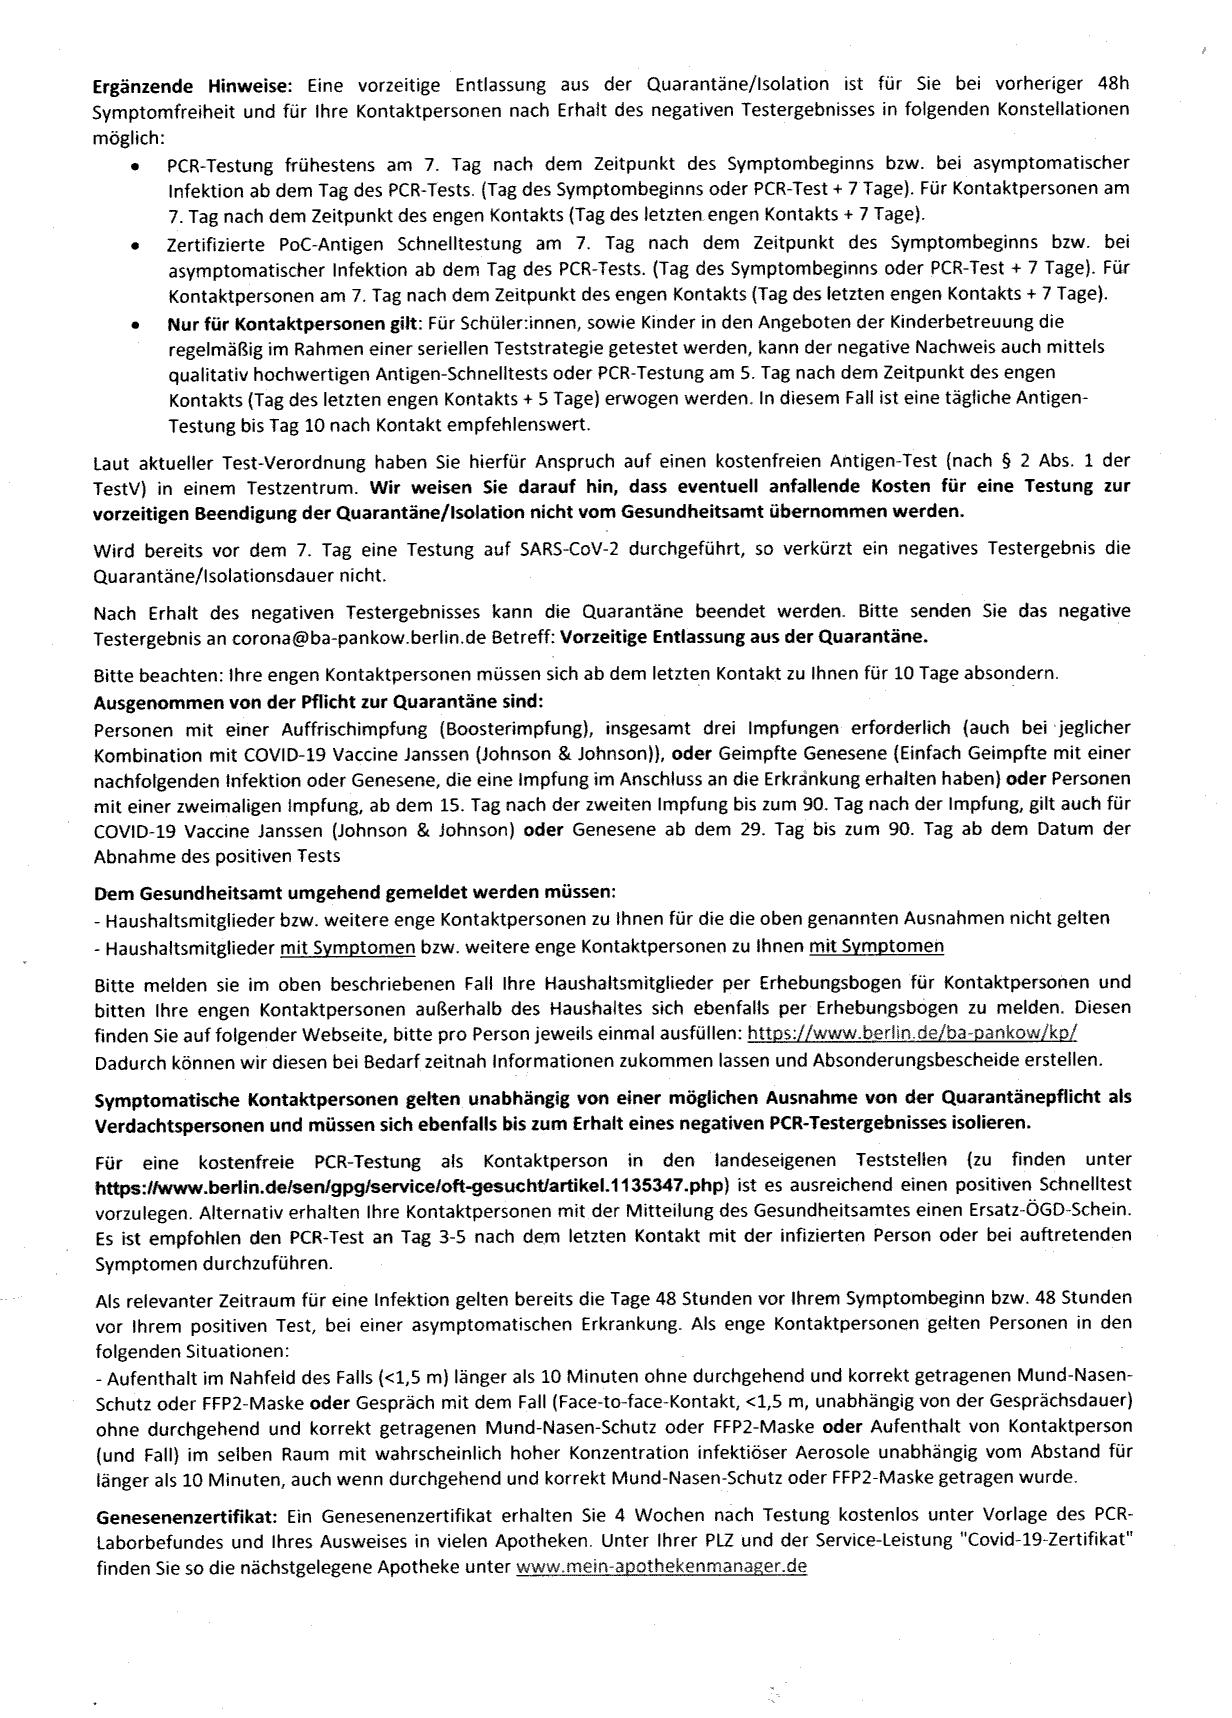 Ergänzende Hinweise: Eine vorzeitige Entlassung aus der Quarantäne/Isolation ist für Sie bei vorheriger 48h
Symptomfreiheit und für Ihre Kontaktpersonen nach Erhalt des negativen Testergebnisses in folgenden Konstellationen
möglich:
• PCR-Testung frühestens am 7. Tag nach dem Zeitpunkt des Symptombeginns bzw. bei asymptomatischer
Infektion ab dem Tag des PCR-Tests. (Tag des Symptombeginns oder PCR-Test + 7 Tage). Für Kontaktpersonen am
7. Tag nach dem Zeitpunkt des engen Kontakts (Tag des letzten engen Kontakts + 7 Tage).
• Zertifizierte PoC-Antigen Schnelltestung am 7. Tag nach dem Zeitpunkt des Symptombeginns bzw. bei
asymptomatischer Infektion ab dem Tag des PCR-Tests. (Tag des Symptombeginns oder PCR-Test + 7 Tage). Für
Kontaktpersonen am 7. Tag nach dem Zeitpunkt des engen Kontakts (Tag des letzten engen Kontakts + 7 Tage).
• Nur für Kontaktpersonen gilt: Für Schüler:innen, sowie Kinder in den Angeboten der Kinderbetreuung die
regelmäßig im Rahmen einer seriellen Teststrategie getestet werden, kann der negative Nachweis auch mittels
qualitativ hochwertigen Antigen-Schnelltests oder PCR-Testung am 5. Tag nach dem Zeitpunkt des engen
Kontakts (Tag des letzten engen Kontakts + 5 Tage) erwogen werden. In diesem Fall ist eine tägliche Antigen-
Testung bis Tag 10 nach Kontakt empfehlenswert.
Laut aktueller Test-Verordnung haben Sie hierfür Anspruch auf einen kostenfreien Antigen-Test (nach § 2 Abs. 1 der
TestV) in einem Testzentrum. Wir weisen Sie darauf hin, dass eventuell anfallende Kosten für eine Testung zur
vorzeitigen Beendigung der Quarantäne/Isolation nicht vom Gesundheitsamt übernommen werden.
Wird bereits vor dem 7. Tag eine Testung auf SARS-CoV-2 durchgeführt, so verkürzt ein negatives Testergebnis die
Quarantäne/Isolationsdauer nicht.
Nach Erhalt des negativen Testergebnisses kann die Quarantäne beendet werden. Bitte senden Sie das negative
Testergebnis an corona@ba-pankow.berlin.de Betreff: Vorzeitige Entlassung aus der Quarantäne.
Bitte beachten: Ihre engen Kontaktpersonen müssen sich ab dem letzten Kontakt zu Ihnen für 10 Tage absondern.
Ausgenommen von der Pflicht zur Quarantäne sind:
Personen mit einer Auffrischimpfung (Boosterimpfung), insgesamt drei Impfungen erforderlich (auch bei jeglicher
Kombination mit COVID-19 Vaccine Janssen (Johnson & Johnson)), oder Geimpfte Genesene (Einfach Geimpfte mit einer
nachfolgenden Infektion oder Genesene, die eine Impfung im Anschluss an die Erkrankung erhalten haben) oder Personen
mit einer zweimaligen Impfung, ab dem 15. Tag nach der zweiten Impfung bis zum 90. Tag nach der Impfung, gilt auch für
COVID-19 Vaccine Janssen (Johnson & Johnson) oder Genesene ab dem 29. Tag bis zum 90. Tag ab dem Datum der
Abnahme des positiven Tests
Dem Gesundheitsamt umgehend gemeldet werden müssen:
- Haushaltsmitglieder bzw. weitere enge Kontaktpersonen zu Ihnen für die die oben genannten Ausnahmen nicht gelten
- Haushaltsmitglieder mit Symptomen bzw. weitere enge Kontaktpersonen zu Ihnen mit Symptomen
Bitte melden sie im oben beschriebenen Fall Ihre Haushaltsmitglieder per Erhebungsbogen für Kontaktpersonen und
bitten Ihre engen Kontaktpersonen außerhalb des Haushaltes sich ebenfalls per Erhebungsbogen zu melden. Diesen
finden Sie auf folgender Webseite, bitte pro Person jeweils einmal ausfüllen: https://www.berlin.de/ba-pankow/kp/
Dadurch können wir diesen bei Bedarf zeitnah Informationen zukommen lassen und Absonderungsbescheide erstellen.
Symptomatische Kontaktpersonen gelten unabhängig von einer möglichen Ausnahme von der Quarantänepflicht als
Verdachtspersonen und müssen sich ebenfalls bis zum Erhalt eines negativen PCR-Testergebnisses isolieren.
Für eine kostenfreie PCR-Testung als Kontaktperson in den landeseigenen Teststellen (zu finden unter
https://www.berlin.de/sen/gpg/service/oft-gesucht/artikel.1135347.php) ist es ausreichend einen positiven Schnelltest
vorzulegen. Alternativ erhalten Ihre Kontaktpersonen mit der Mitteilung des Gesundheitsamtes einen Ersatz-ÖGD-Schein.
Es ist empfohlen den PCR-Test an Tag 3-5 nach dem letzten Kontakt mit der infizierten Person oder bei auftretenden
Symptomen durchzuführen.
Als relevanter Zeitraum für eine Infektion gelten bereits die Tage 48 Stunden vor Ihrem Symptombeginn bzw. 48 Stunden
vor Ihrem positiven Test, bei einer asymptomatischen Erkrankung. Als enge Kontaktpersonen gelten Personen in den
folgenden Situationen:
- Aufenthalt im Nahfeld des Falls (<1,5 m) länger als 10 Minuten ohne durchgehend und korrekt getragenen Mund-Nasen-
Schutz oder FFP2-Maske oder Gespräch mit dem Fall (Face-to-face-Kontakt, <1,5 m, unabhängig von der Gesprächsdauer)
ohne durchgehend und korrekt getragenen Mund-Nasen-Schutz oder FFP2-Maske oder Aufenthalt von Kontaktperson
(und Fall) im selben Raum mit wahrscheinlich hoher Konzentration infektiöser Aerosole unabhängig vom Abstand für
länger als 10 Minuten, auch wenn durchgehend und korrekt Mund-Nasen-Schutz oder FFP2-Maske getragen wurde.
Genesenenzertifikat: Ein Genesenenzertifikat erhalten Sie 4 Wochen nach Testung kostenlos unter Vorlage des PCR-
Laborbefundes und Ihres Ausweises in vielen Apotheken. Unter Ihrer PLZ und der Service-Leistung "Covid-19-Zertifikat"
finden Sie so die nächstgelegene Apotheke unter www.mein-apothekenmanager.de